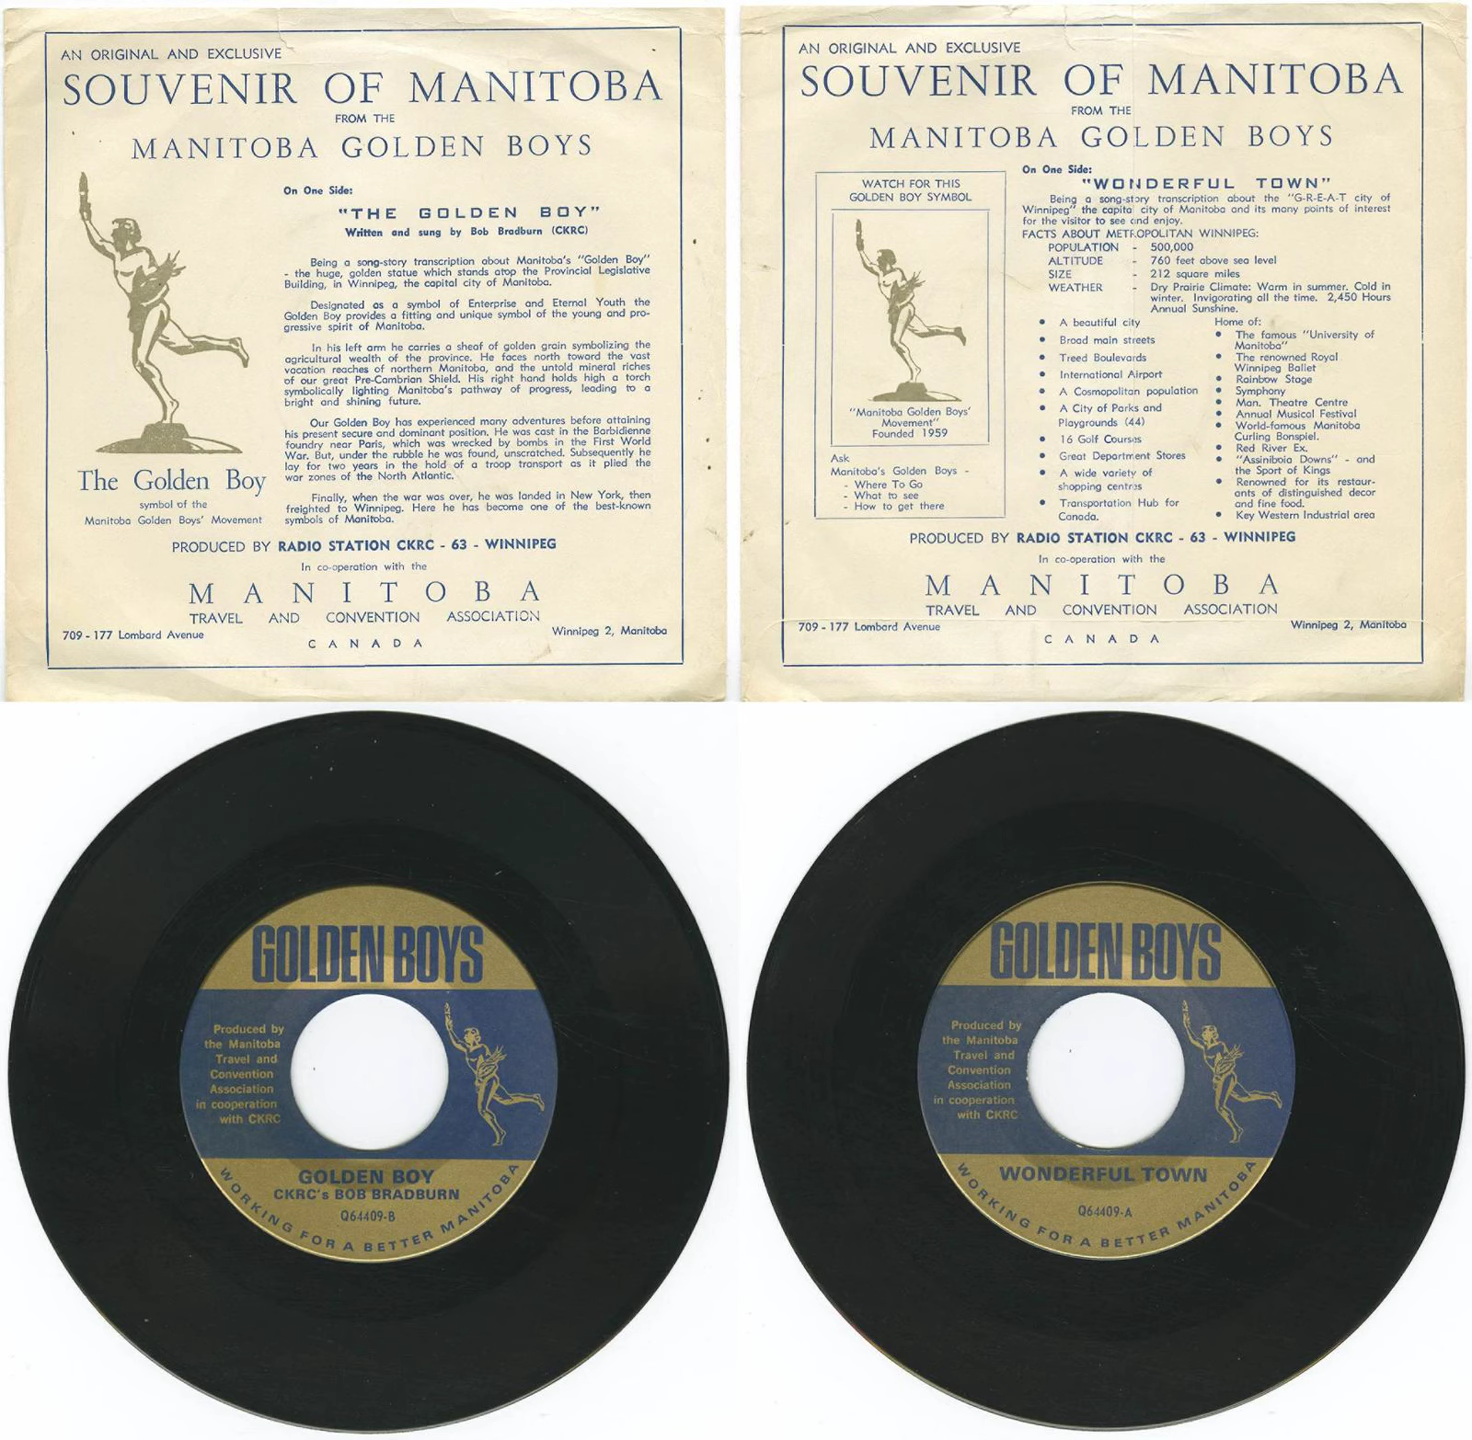 AN ORIGINAL AND EXCLUSIVE
SOUVENIR OF MANITOBA
FROM THE
MANITOBA GOLDEN BOYS
On One Side:
"THE GOLDEN BOY"
Written and sung by Bob Bradburn (CKRC)
Being a song-story transcription about Manitoba's "Golden Boy"
- the huge, golden statue which stands atop the Provincial Legislative
Building, in Winnipeg, the capital city of Manitoba.
Designated as a symbol of Enterprise and Eternal Youth the
Golden Boy provides a fitting and unique symbol of the young and pro-
gressive spirit of Manitoba.
In his left arm he carries a sheaf of golden grain symbolizing the
agricultural wealth of the province. He faces north toward the vast
vacation reaches of northern Manitoba, and the untold mineral riches
of our great Pre-Cambrian Shield. His right hand holds high a torch
symbolically lighting Manitoba's pathway of progress, leading to a
bright and shining future.
Our Golden Boy has experienced many adventures before attaining
his present secure and dominant position. He was cast in the Barbidienne
foundry near Paris, which was wrecked by bombs in the First World
War. But, under the rubble he was found, unscratched. Subsequently he
lay for two years in the hold of a troop transport as it plied the
war zones of the North Atlantic.
Finally, when the war was over, he was landed in New York, then
freighted to Winnipeg. Here he has become one of the best-known
symbols of Manitoba.
The Golden Boy
symbol of the
Manitoba Golden Boys' Movement
PRODUCED BY RADIO STATION CKRC - 63 - WINNIPEG
In co-operation with the
MANITOBA
TRAVEL AND CONVENTION ASSOCIATION
709 - 177 Lombard Avenue
Winnipeg 2, Manitoba
CANADA
AN ORIGINAL AND EXCLUSIVE
SOUVENIR OF MANITOBA
FROM THE
MANITOBA GOLDEN BOYS
WATCH FOR THIS
GOLDEN BOY SYMBOL
"Manitoba Golden Boys'
Movement"
Founded 1959
Ask
Manitoba's Golden Boys -
- Where To Go
- What to see
- How to get there
On One Side:
"WONDERFUL TOWN"
Being a song-story transcription about the "G-R-E-A-T city of
Winnipeg" the capital city of Manitoba and its many points of interest
for the visitor to see and enjoy.
FACTS ABOUT METROPOLITAN WINNIPEG:
POPULATION - 500,000
ALTITUDE - 760 feet above sea level
SIZE - 212 square miles
WEATHER - Dry Prairie Climate: Warm in summer. Cold in
winter. Invigorating all the time. 2,450 Hours
Annual Sunshine.
• A beautiful city
• Broad main streets
• Treed Boulevards
• International Airport
• A Cosmopolitan population
• A City of Parks and
Playgrounds (44)
• 16 Golf Courses
• Great Department Stores
• A wide variety of
shopping centres
• Transportation Hub for
Canada.
Home of:
• The famous "University of
Manitoba"
• The renowned Royal
Winnipeg Ballet
• Rainbow Stage
• Symphony
• Man. Theatre Centre
• Annual Musical Festival
• World-famous Manitoba
Curling Bonspiel.
• Red River Ex.
• "Assiniboia Downs" - and
the Sport of Kings
• Renowned for its restaur-
ants of distinguished decor
and fine food.
• Key Western Industrial area
PRODUCED BY RADIO STATION CKRC - 63 - WINNIPEG
In co-operation with the
MANITOBA
TRAVEL AND CONVENTION ASSOCIATION
709 - 177 Lombard Avenue
Winnipeg 2, Manitoba
CANADA
GOLDEN BOYS
Produced by
the Manitoba
Travel and
Convention
Association
in cooperation
with CKRC
GOLDEN BOY
CKRC's BOB BRADBURN
Q64409-B
WORKING FOR A BETTER MANITOBA
GOLDEN BOYS
Produced by
the Manitoba
Travel and
Convention
Association
in cooperation
with CKRC
WONDERFUL TOWN
Q64409-A
WORKING FOR A BETTER MANITOBA